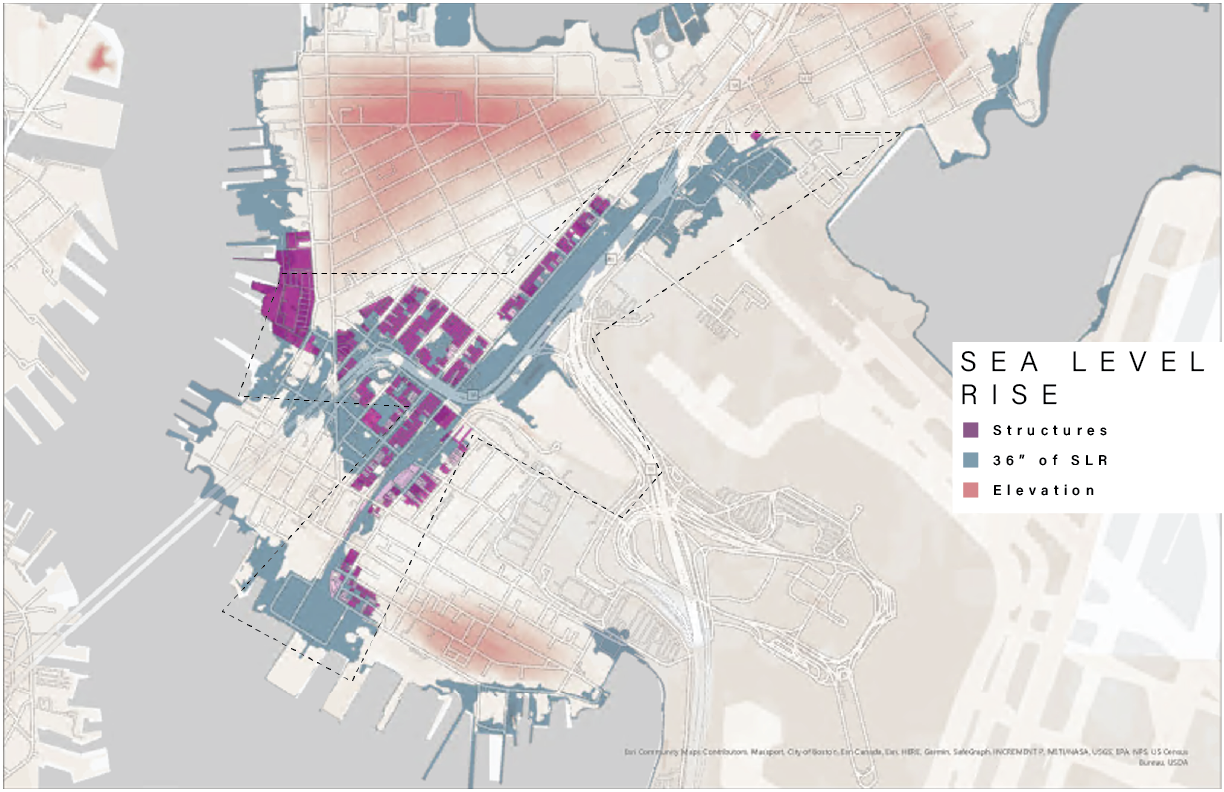 SEA LEVEL
RISE
Structures
36” of SLR
Elevation
Esri Community Maps Contributors, Massport, City of Boston, Esri Canada, Esri, HERE, Garmin, SafeGraph, INCREMENT P, METI/NASA, USGS, EPA, NPS, US Census
Bureau, USDA